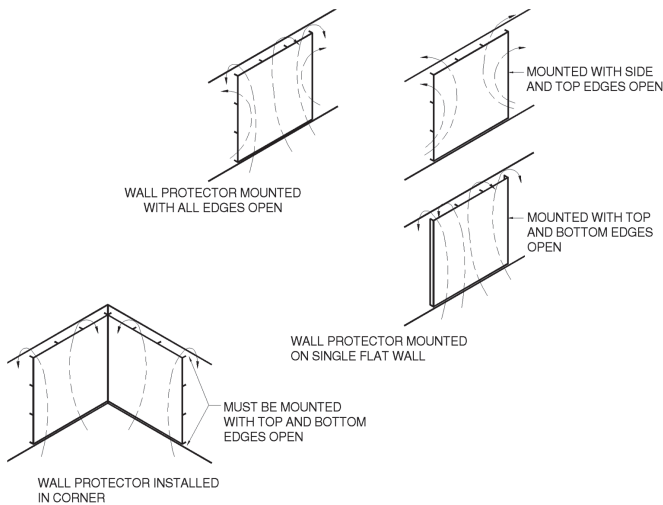 WALL PROTECTOR MOUNTED
WITH ALL EDGES OPEN
MOUNTED WITH SIDE
AND TOP EDGES OPEN
MOUNTED WITH TOP
AND BOTTOM EDGES
OPEN
WALL PROTECTOR MOUNTED
ON SINGLE FLAT WALL
MUST BE MOUNTED
WITH TOP AND BOTTOM
EDGES OPEN
WALL PROTECTOR INSTALLED
IN CORNER